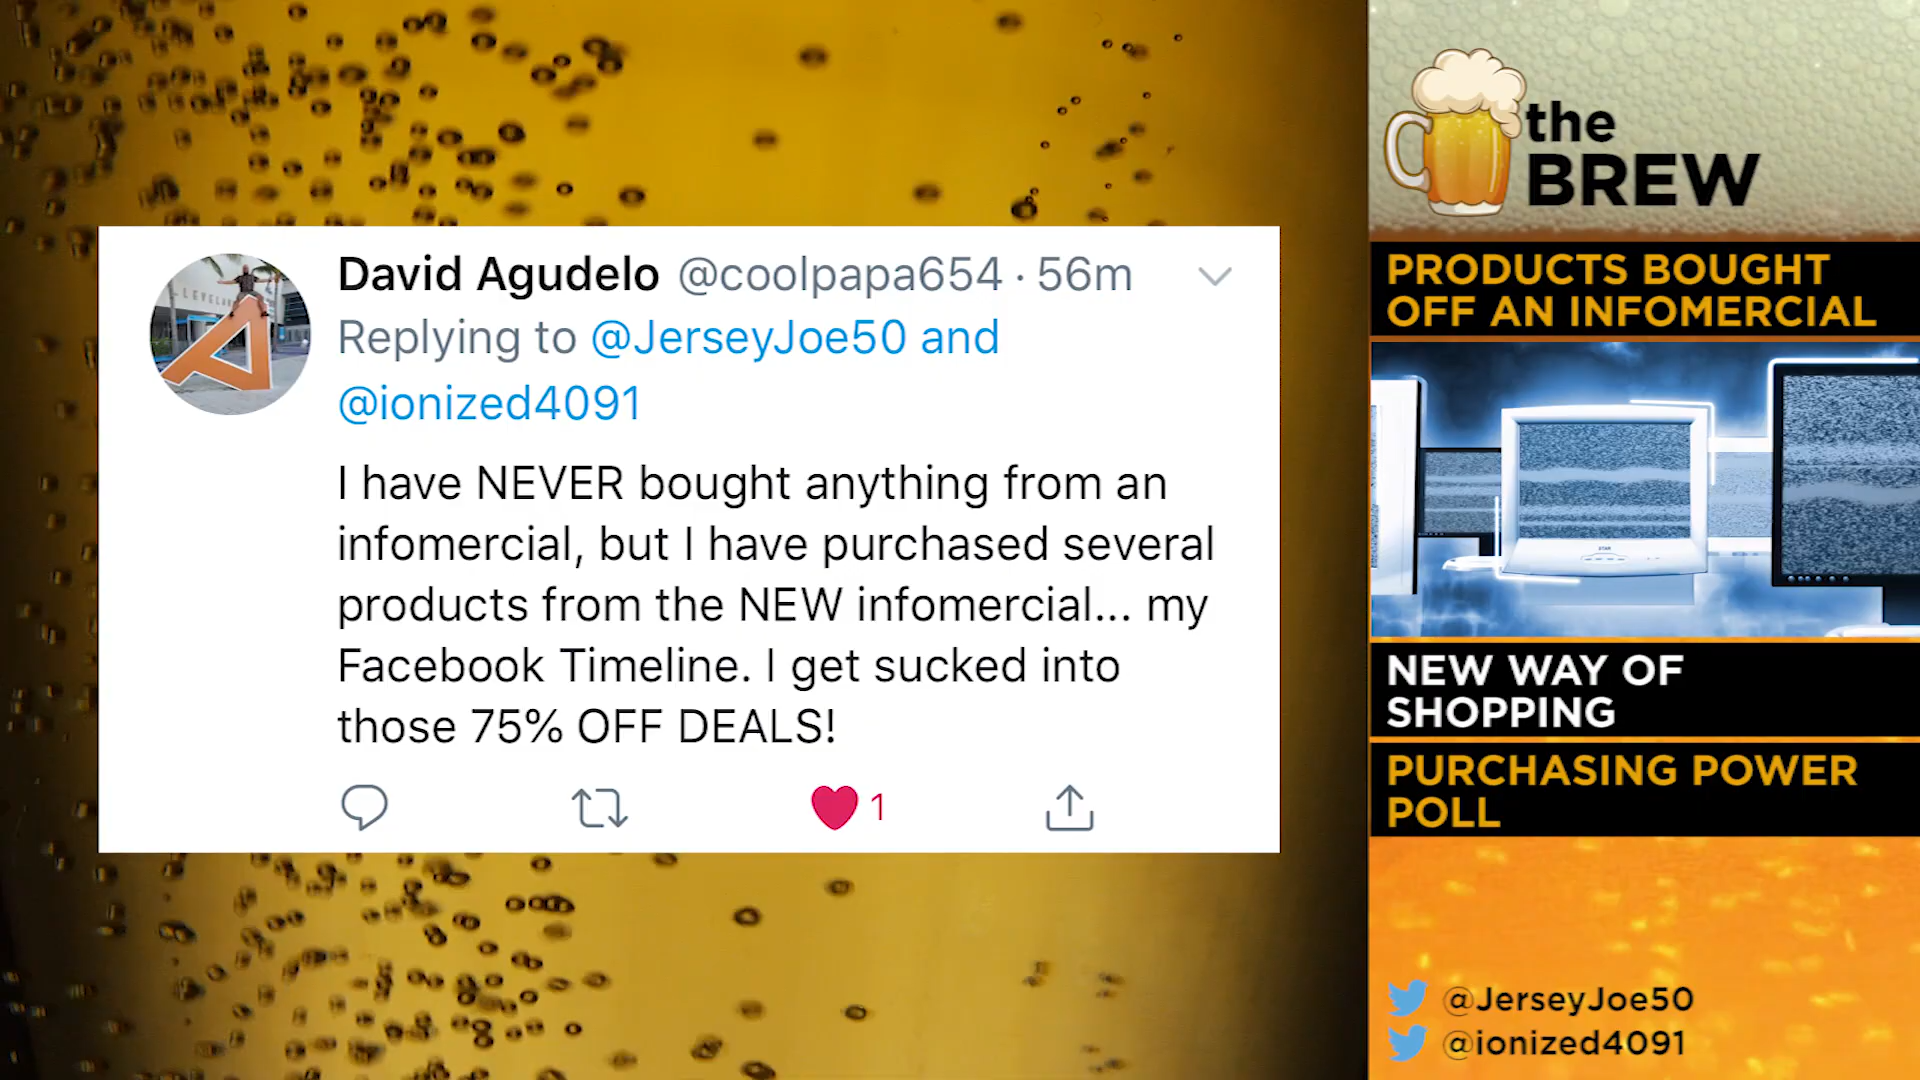 David Agudelo @coolpapa654 · 56m
Replying to @JerseyJoe50 and
@ionized4091
I have NEVER bought anything from an
infomercial, but I have purchased several
products from the NEW infomercial... my
Facebook Timeline. I get sucked into
those 75% OFF DEALS!
1
the
BREW
PRODUCTS BOUGHT
OFF AN INFOMERCIAL
NEW WAY OF
SHOPPING
PURCHASING POWER
POLL
@JerseyJoe50
@ionized4091